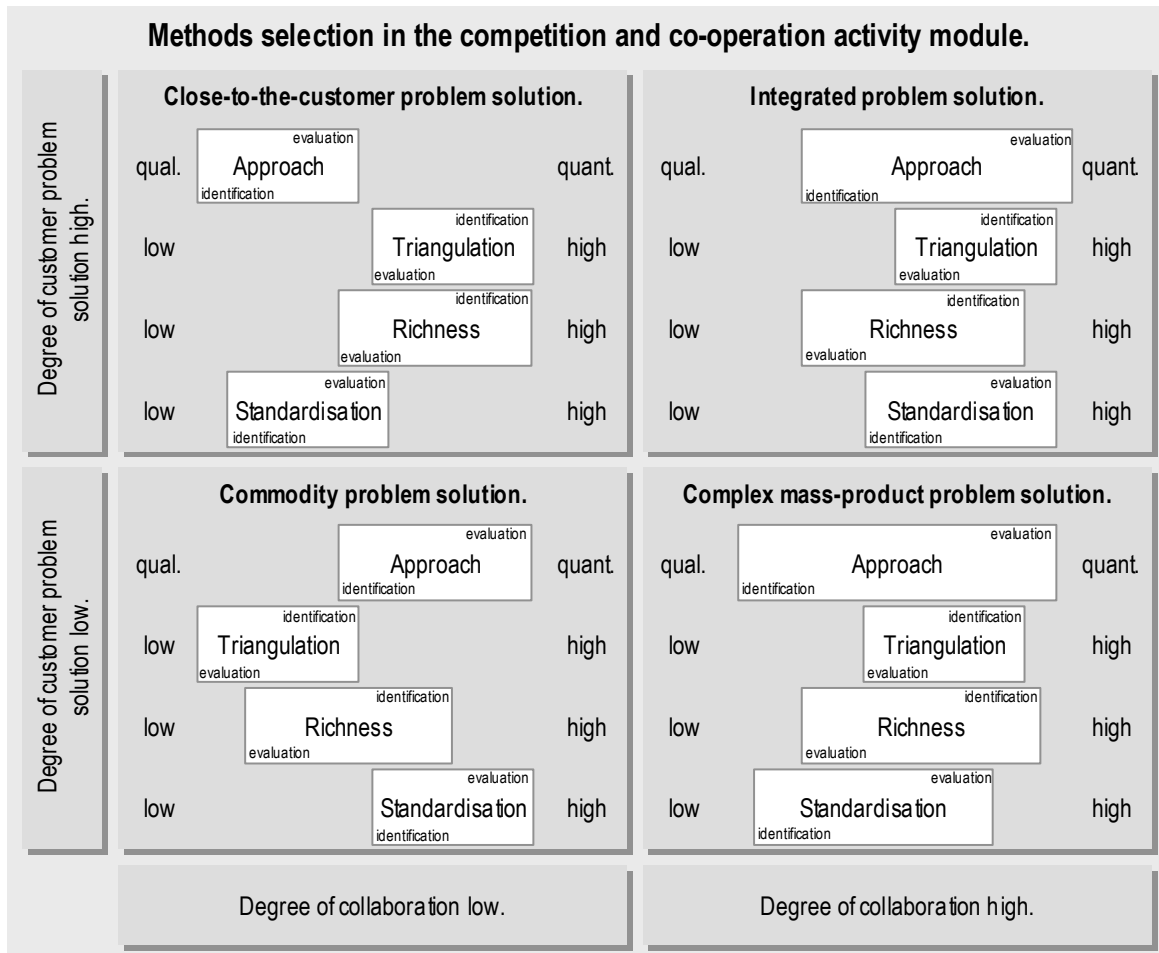 Methods selection in the competition and co-operation activity module.
Degree of customer problem
solution high.
Close-to-the-customer problem solution.
qual.
evaluation
Approach
identification
quant.
low
identification
Triangulation
evaluation
high
low
identification
Richness
evaluation
high
low
evaluation
Standardisation
identification
high
Integrated problem solution.
qual.
evaluation
Approach
identification
quant.
low
identification
Triangulation
evaluation
high
low
identification
Richness
evaluation
high
low
evaluation
Standardisation
identification
high
Degree of customer problem
solution low.
Commodity problem solution.
qual.
evaluation
Approach
identification
quant.
low
identification
Triangulation
evaluation
high
low
identification
Richness
evaluation
high
low
evaluation
Standardisation
identification
high
Complex mass-product problem solution.
qual.
evaluation
Approach
identification
quant.
low
identification
Triangulation
evaluation
high
low
identification
Richness
evaluation
high
low
evaluation
Standardisation
identification
high
Degree of collaboration low.
Degree of collaboration high.